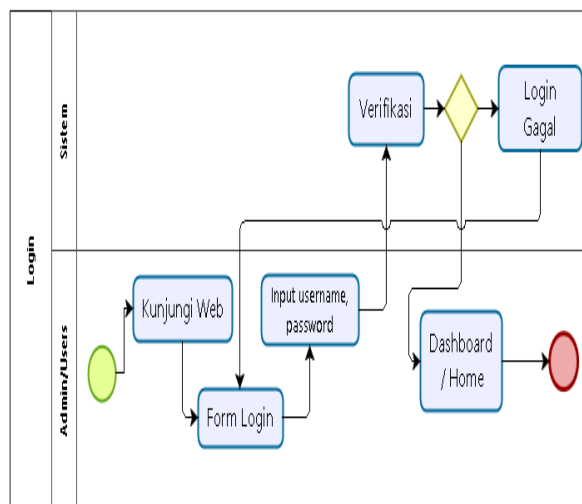 Login
Sistem
Verifikasi
Login
Gagal
Admin/Users
Kunjungi Web
Form Login
Input username,
password
Dashboard
/ Home